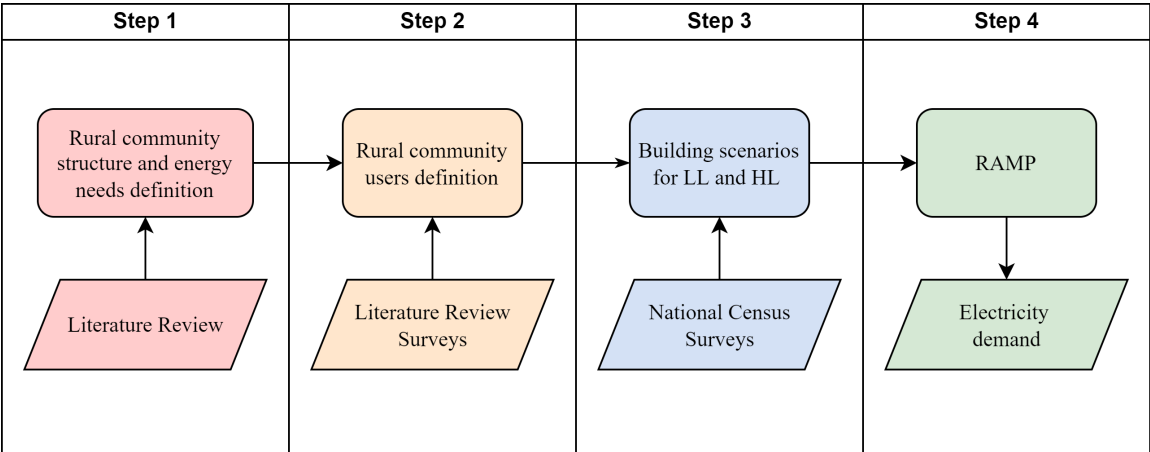 Step 1
Step 2
Step 3
Step 4
Rural community
structure and energy
needs definition
Rural community
users definition
Building scenarios
for LL and HL
RAMP
Literature Review
Literature Review
Surveys
National Census
Surveys
Electricity
demand